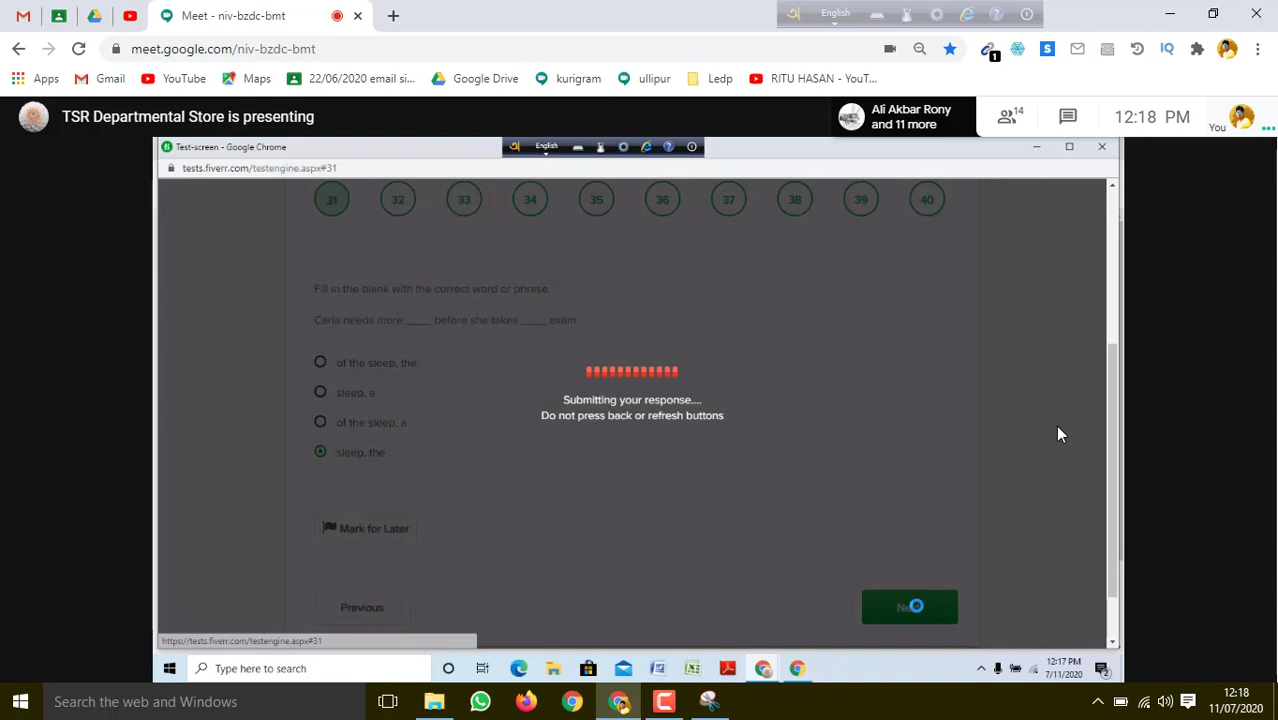 Meet - niv-bzdc-bmt
English
meet.google.com/niv-bzdc-bmt
1
Apps
Gmail
YouTube
Maps
22/06/2020 email si...
Google Drive
kurigram
ullipur
Ledp
RITU HASAN - YouT...
TSR Departmental Store is presenting
Ali Akbar Rony
and 11 more
14
12:18 PM
You
Test-screen - Google Chrome
English
tests.fiverr.com/testengine.aspx#31
31 32 33 34 35 36 37 38 39 40
Fill in the blank with the correct word or phrase.
Carla needs more ____ before she takes ____ exam.
of the sleep, the
sleep, a
of the sleep, a
sleep, the
Submitting your response....
Do not press back or refresh buttons
Mark for Later
Previous
https://tests.fiverr.com/testengine.aspx#31
Type here to search
12:17 PM
7/11/2020
Search the web and Windows
12:18
11/07/2020